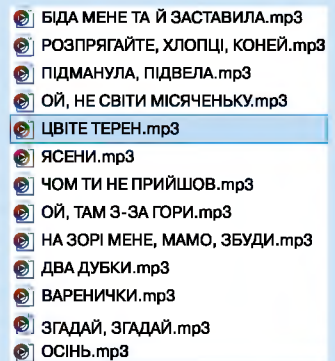 БІДА МЕНЕ ТА Й ЗАСТАВИЛА.mp3
РОЗПРЯГАЙТЕ, ХЛОПЦІ, КОНЕЙ.mp3
ПІДМАНУЛА, ПІДВЕЛА.mp3
ОЙ, НЕ СВІТИ МІСЯЧЕНЬКУ.mp3
ЦВІТЕ ТЕРЕН.mp3
ЯСЕНИ.mp3
ЧОМ ТИ НЕ ПРИЙШОВ.mp3
ОЙ, ТАМ З-ЗА ГОРИ.mp3
НА ЗОРІ МЕНЕ, МАМО, ЗБУДИ.mp3
ДВА ДУБКИ.mp3
ВАРЕНИЧКИ.mp3
ЗГАДАЙ, ЗГАДАЙ.mp3
ОСІНЬ.mp3